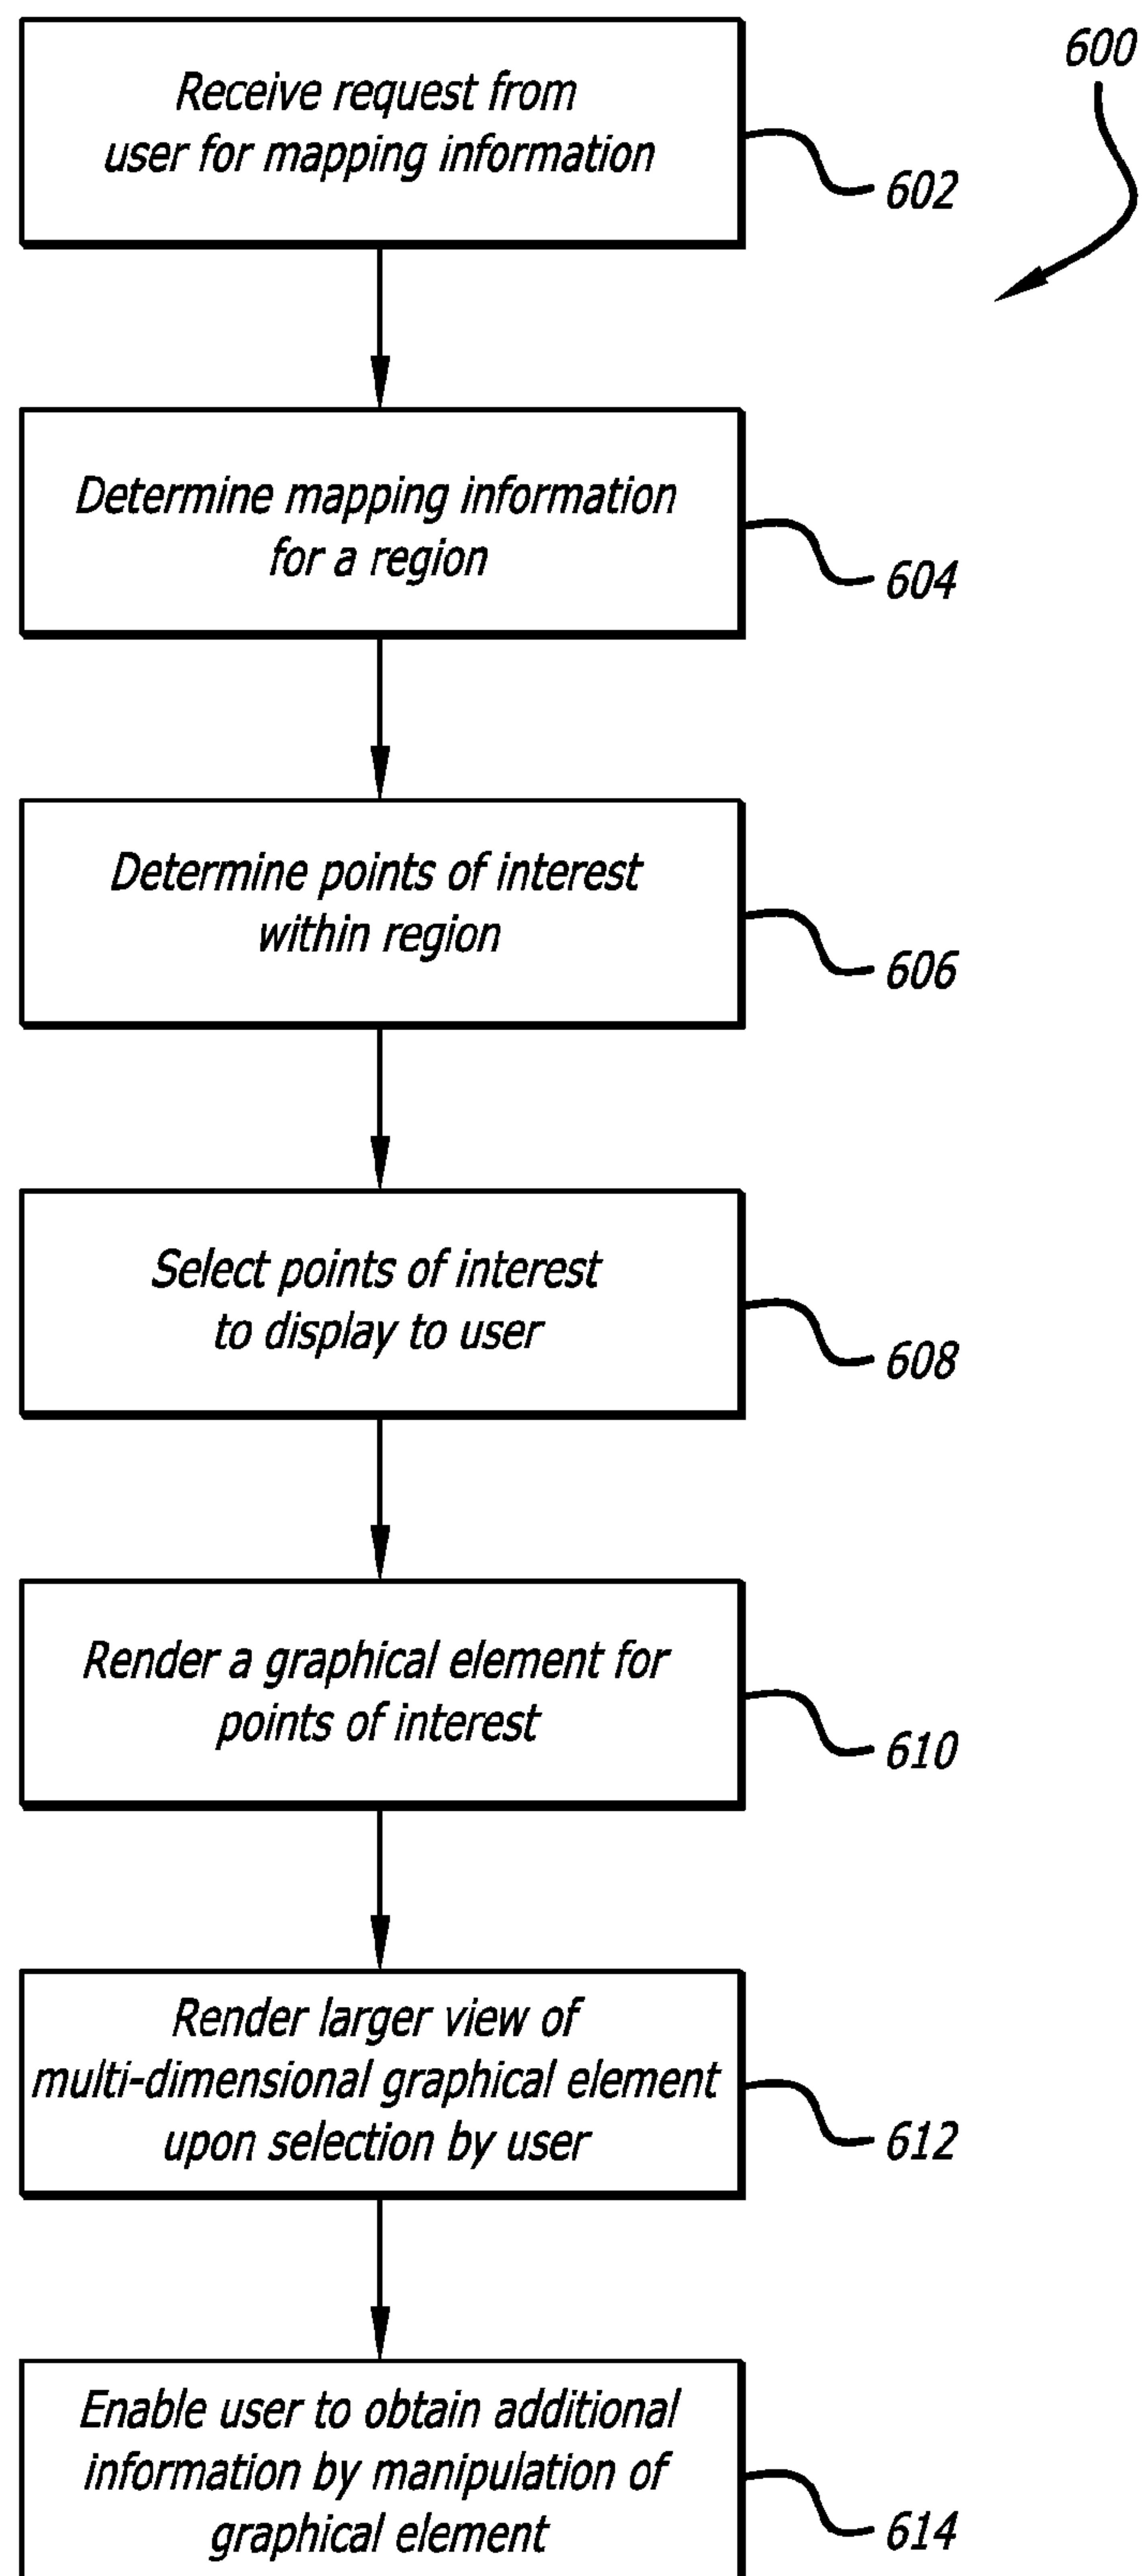 600
Receive request from
user for mapping information
602
Determine mapping information
for a region
604
Determine points of interest
within region
606
Select points of interest
to display to user
608
Render a graphical element for
points of interest
610
Render larger view of
multi-dimensional graphical element
upon selection by user
612
Enable user to obtain additional
information by manipulation of
graphical element
614